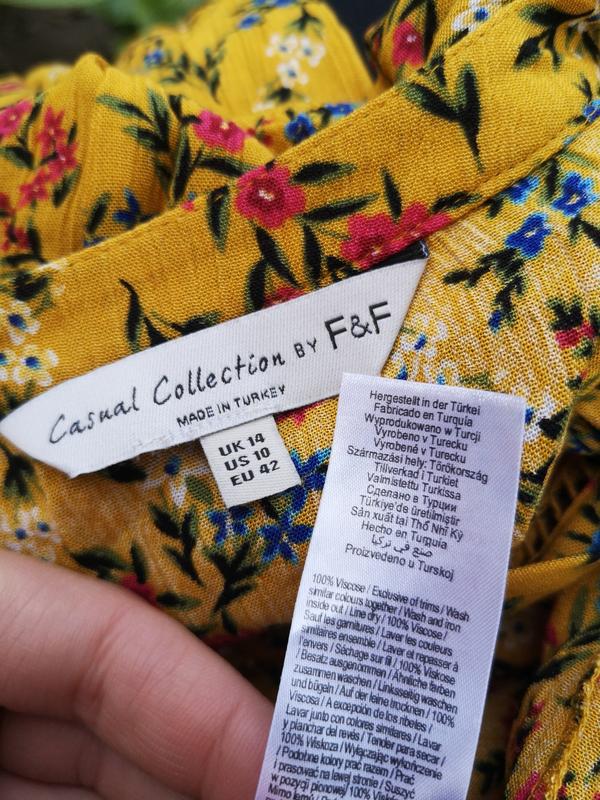 Casual Collection BY F&F
MADE IN TURKEY
UK 14
US 10
EU 42
Hergestellt in der Türkei
Fabricado en Turquía
Wyprodukowano w Turcji
Vyrobeno v Turecku
Vyrobené v Turecku
Származási hely: Törökország
Tillverkad i Turkiet
Valmistettu Turkissa
Сделано в Турции
Türkiye'de üretilmiştir
Sản xuất tại Thổ Nhĩ Kỳ
Hecho en Turquía
صنع في تركيا
Proizvedeno u Turskoj
100% Viscose / Exclusive of trims / Wash
similar colours together / Wash and iron
inside out / Line dry / 100% Viscose /
Sauf les garnitures / Laver les couleurs
similaires ensemble / Laver et repasser à
l'envers / Séchage sur fil / 100% Viskose
/ Besatz ausgenommen / Ähnliche farben
zusammen waschen / Linksseitig waschen
und bügeln / Auf der leine trocknen / 100%
Viscosa / A excepción de los ribetes /
Lavar junto con colores similares / Lavar
y planchar del revés / Tender para secar /
100% Wiskoza / Wyłączając wykończenie
/ Podobne kolory prać razem / Prać
i prasować na lewej stronie / Suszyć
w pozycji pionowej / 100%
Mimo